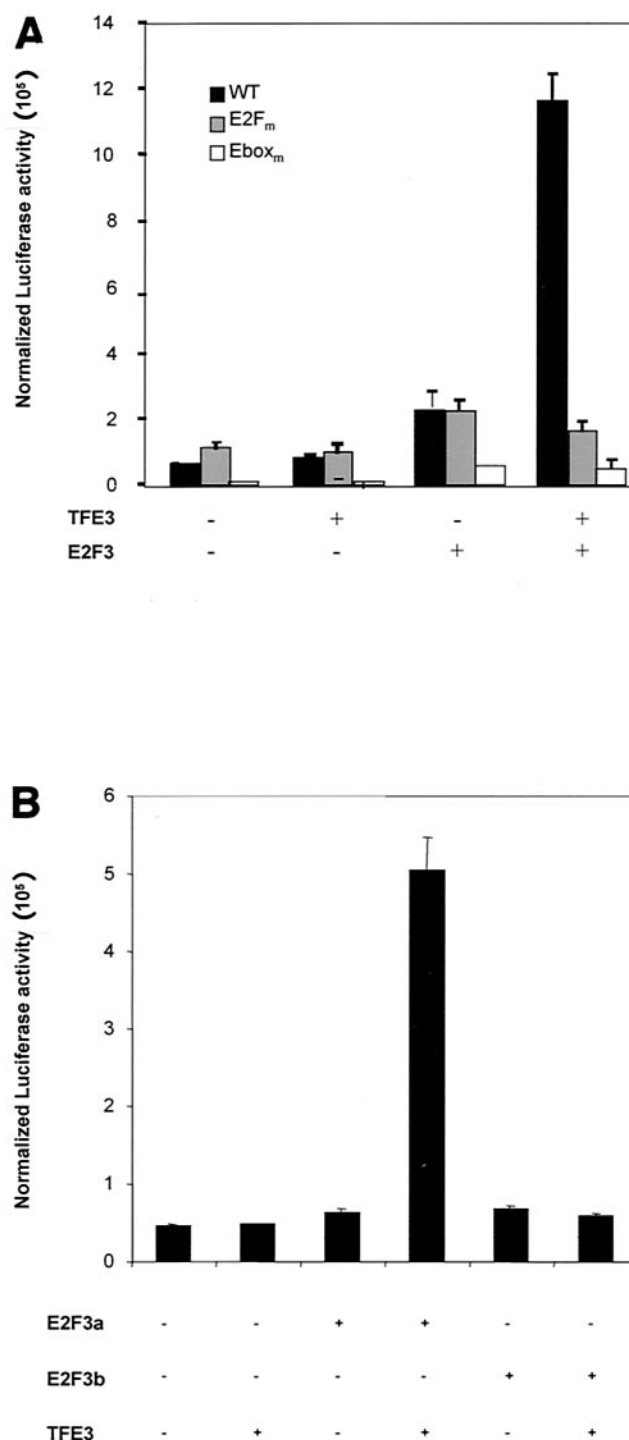 A
Normalized Luciferase activity (10⁵)
14
12
10
8
6
4
2
0
WT
E2Fm
Eboxm
TFE3 - + - +
E2F3 - - + +
B
Normalized Luciferase activity (10⁵)
6
5
4
3
2
1
0
E2F3a - - + + - -
E2F3b - - - - + +
TFE3 - + - + - +